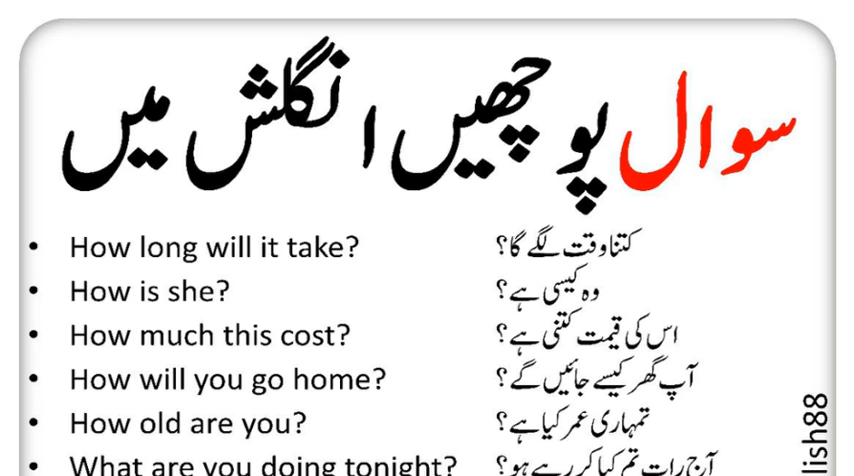 سوال پوچھیں انگلش میں
• How long will it take? کتنا وقت لگے گا؟
• How is she? وہ کیسی ہے؟
• How much this cost? اس کی قیمت کتنی ہے؟
• How will you go home? آپ گھر کیسے جائیں گے؟
• How old are you? تمہاری عمر کیا ہے؟
• What are you doing tonight? آج رات تم کیا کر رہے ہو؟
lish88